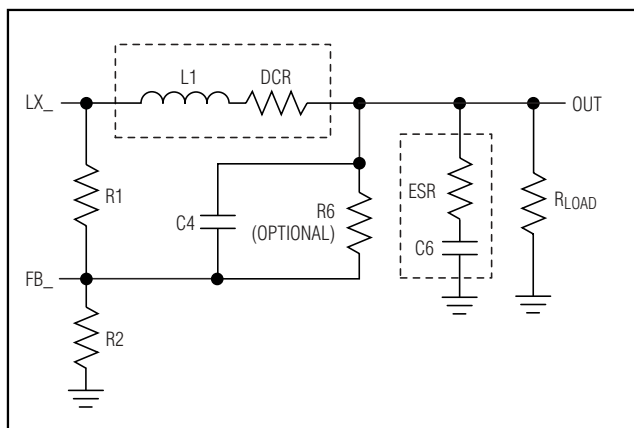 L1
DCR
LX_
OUT
R1
C4
R6
(OPTIONAL)
ESR
RLOAD
C6
FB_
R2